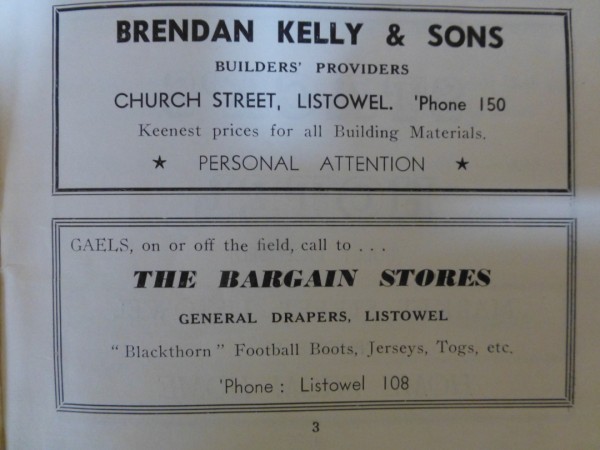 BRENDAN KELLY & SONS
BUILDERS' PROVIDERS
CHURCH STREET, LISTOWEL. 'Phone 150
Keenest prices for all Building Materials.
★ PERSONAL ATTENTION ★
GAELS, on or off the field, call to . . .
THE BARGAIN STORES
GENERAL DRAPERS, LISTOWEL
" Blackthorn " Football Boots, Jerseys, Togs, etc.
'Phone : Listowel 108
3